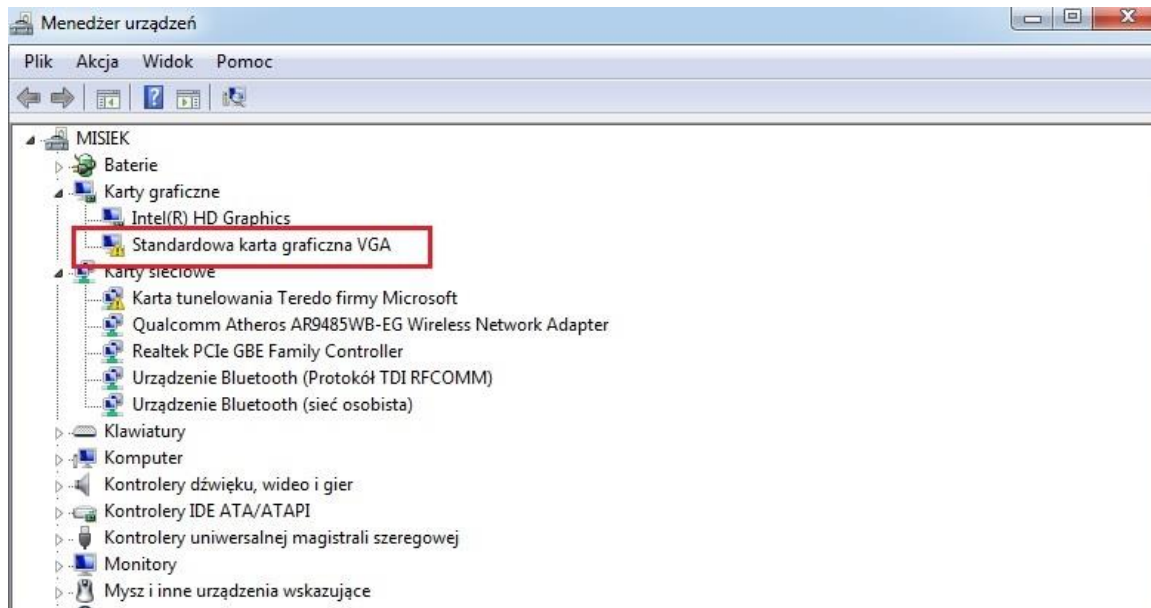 Menedżer urządzeń
Plik Akcja Widok Pomoc
MISIEK
Baterie
Karty graficzne
Intel(R) HD Graphics
Standardowa karta graficzna VGA
Karty sieciowe
Karta tunelowania Teredo firmy Microsoft
Qualcomm Atheros AR9485WB-EG Wireless Network Adapter
Realtek PCIe GBE Family Controller
Urządzenie Bluetooth (Protokół TDI RFCOMM)
Urządzenie Bluetooth (sieć osobista)
Klawiatury
Komputer
Kontrolery dźwięku, wideo i gier
Kontrolery IDE ATA/ATAPI
Kontrolery uniwersalnej magistrali szeregowej
Monitory
Mysz i inne urządzenia wskazujące